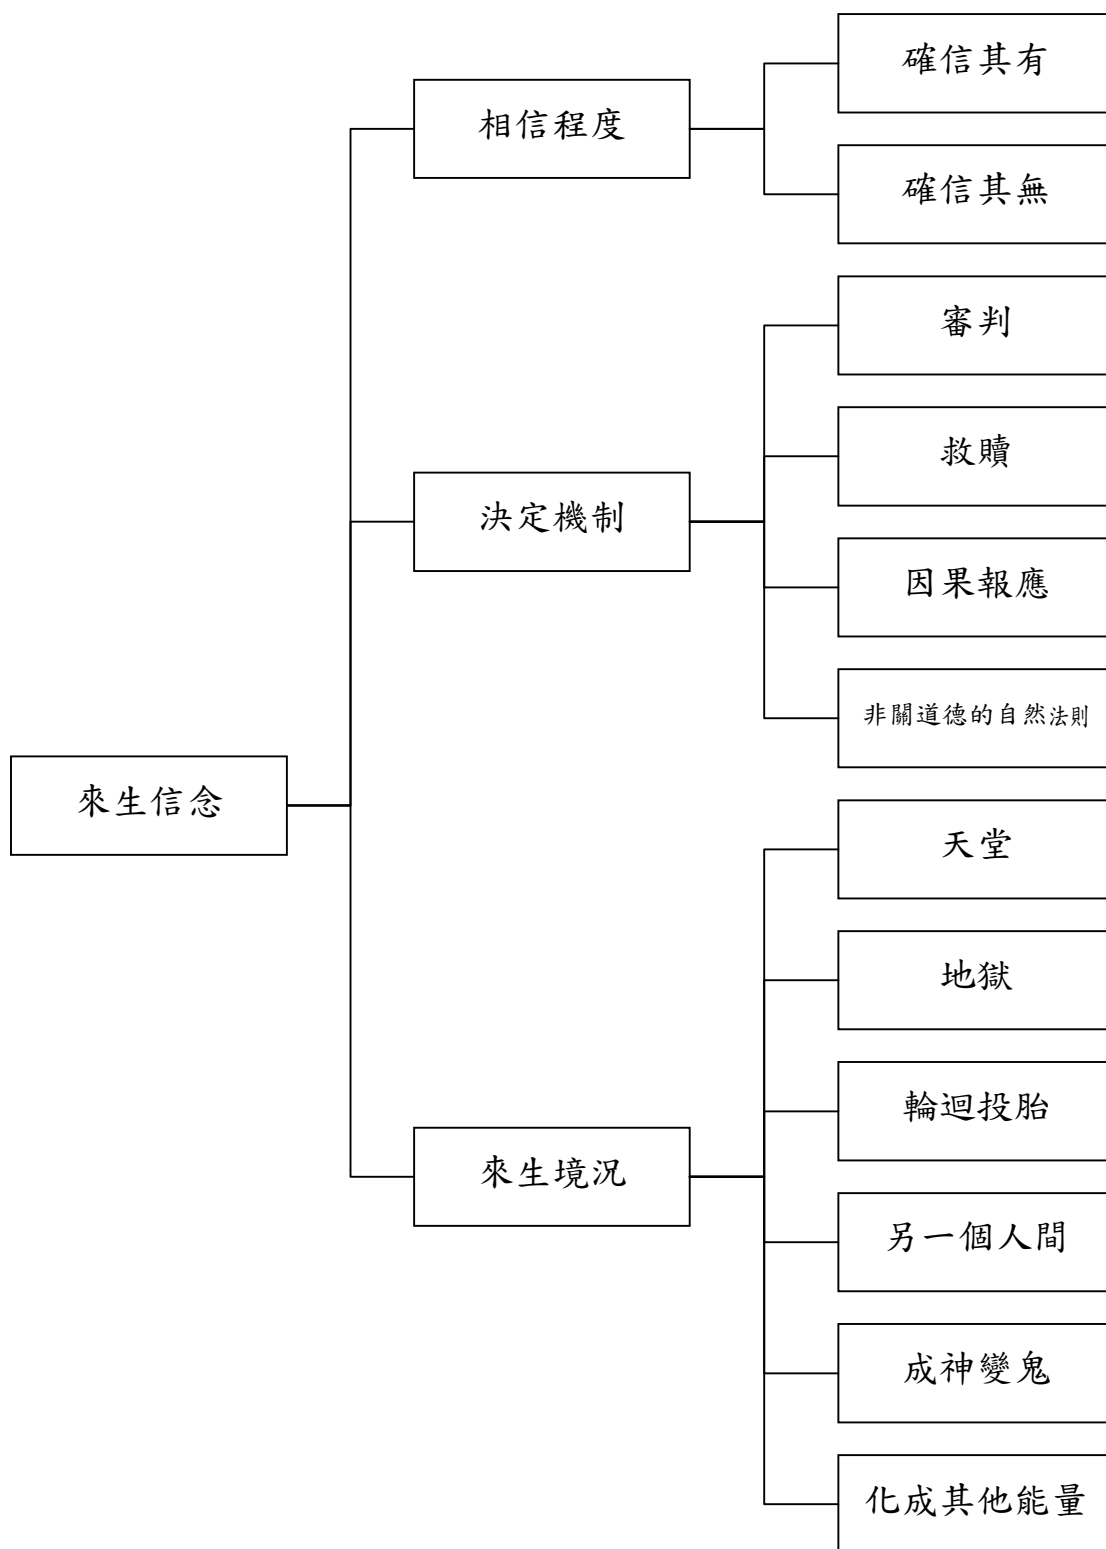 確信其有
相信程度
確信其無
審判
救贖
決定機制
因果報應
非關道德的自然法則
來生信念
天堂
地獄
輪迴投胎
來生境況
另一個人間
成神變鬼
化成其他能量